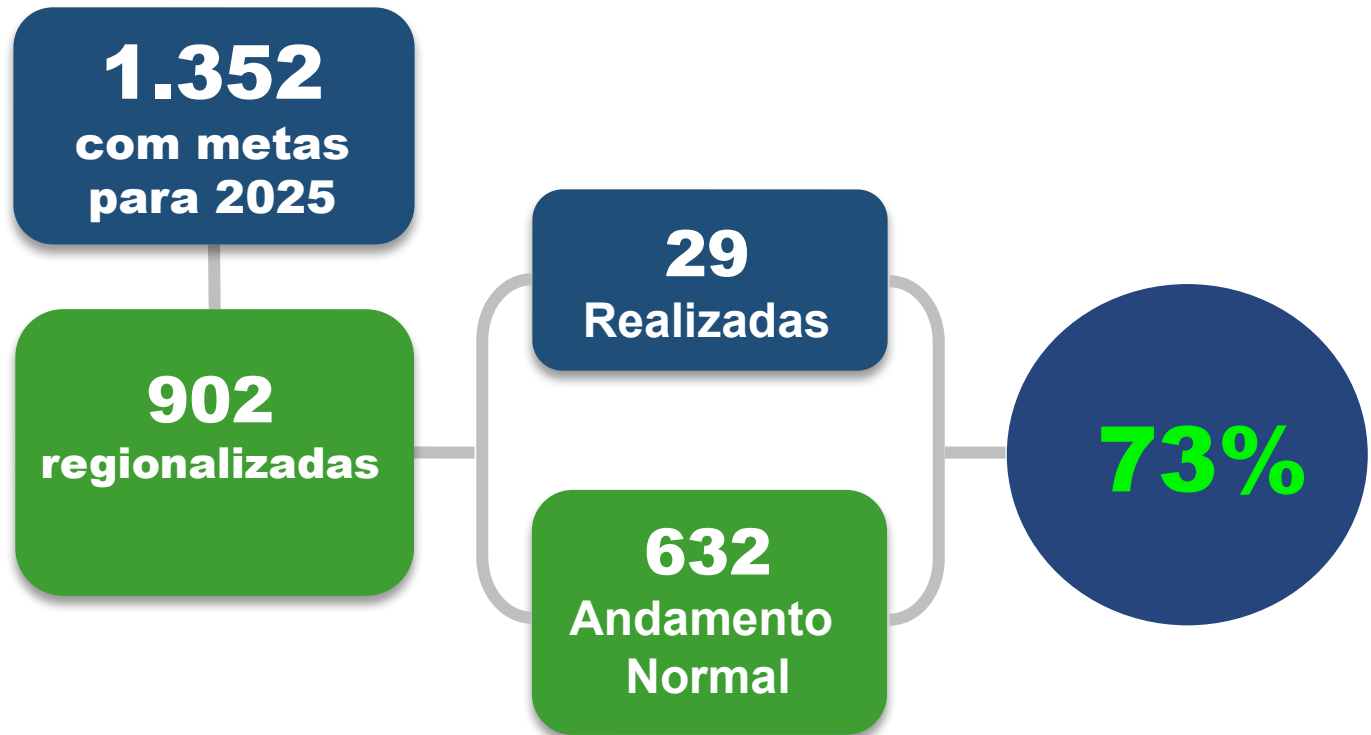 1.352
com metas
para 2025
902
regionalizadas
29
Realizadas
632
Andamento
Normal
73%